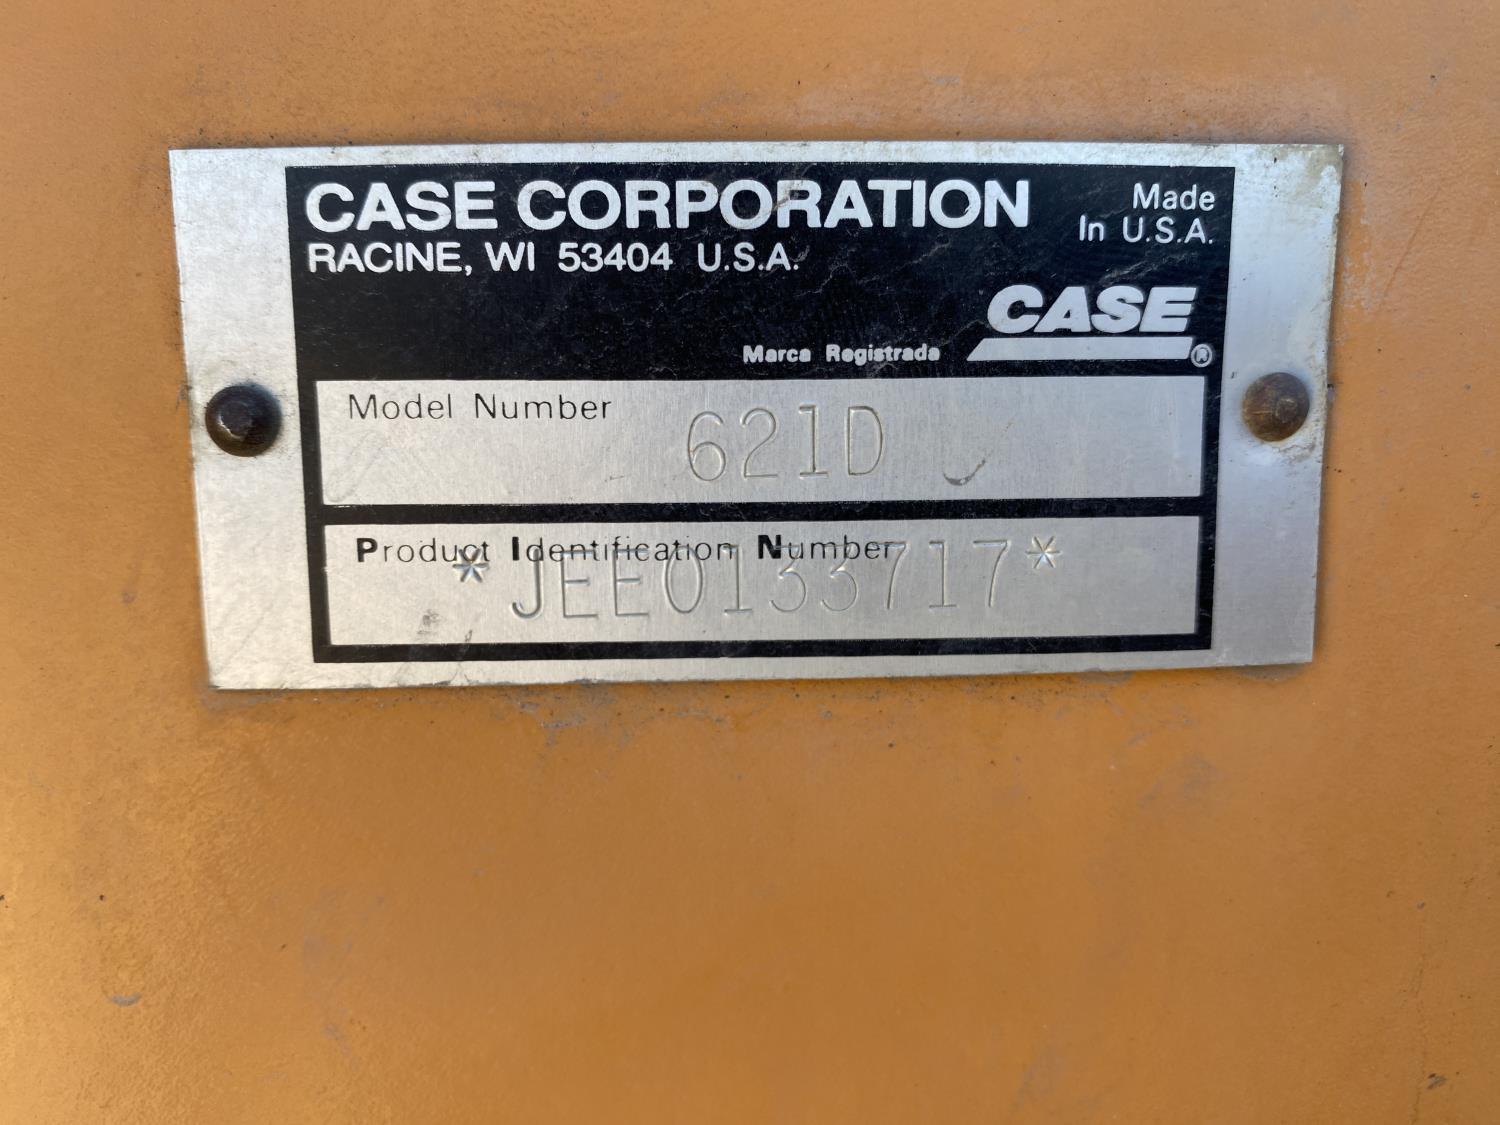 CASE CORPORATION
RACINE, WI 53404 U.S.A.
Made
In U.S.A.
CASE
Marca Registrada ®
Model Number
621D
Product Identification Number
*JEE0133717*